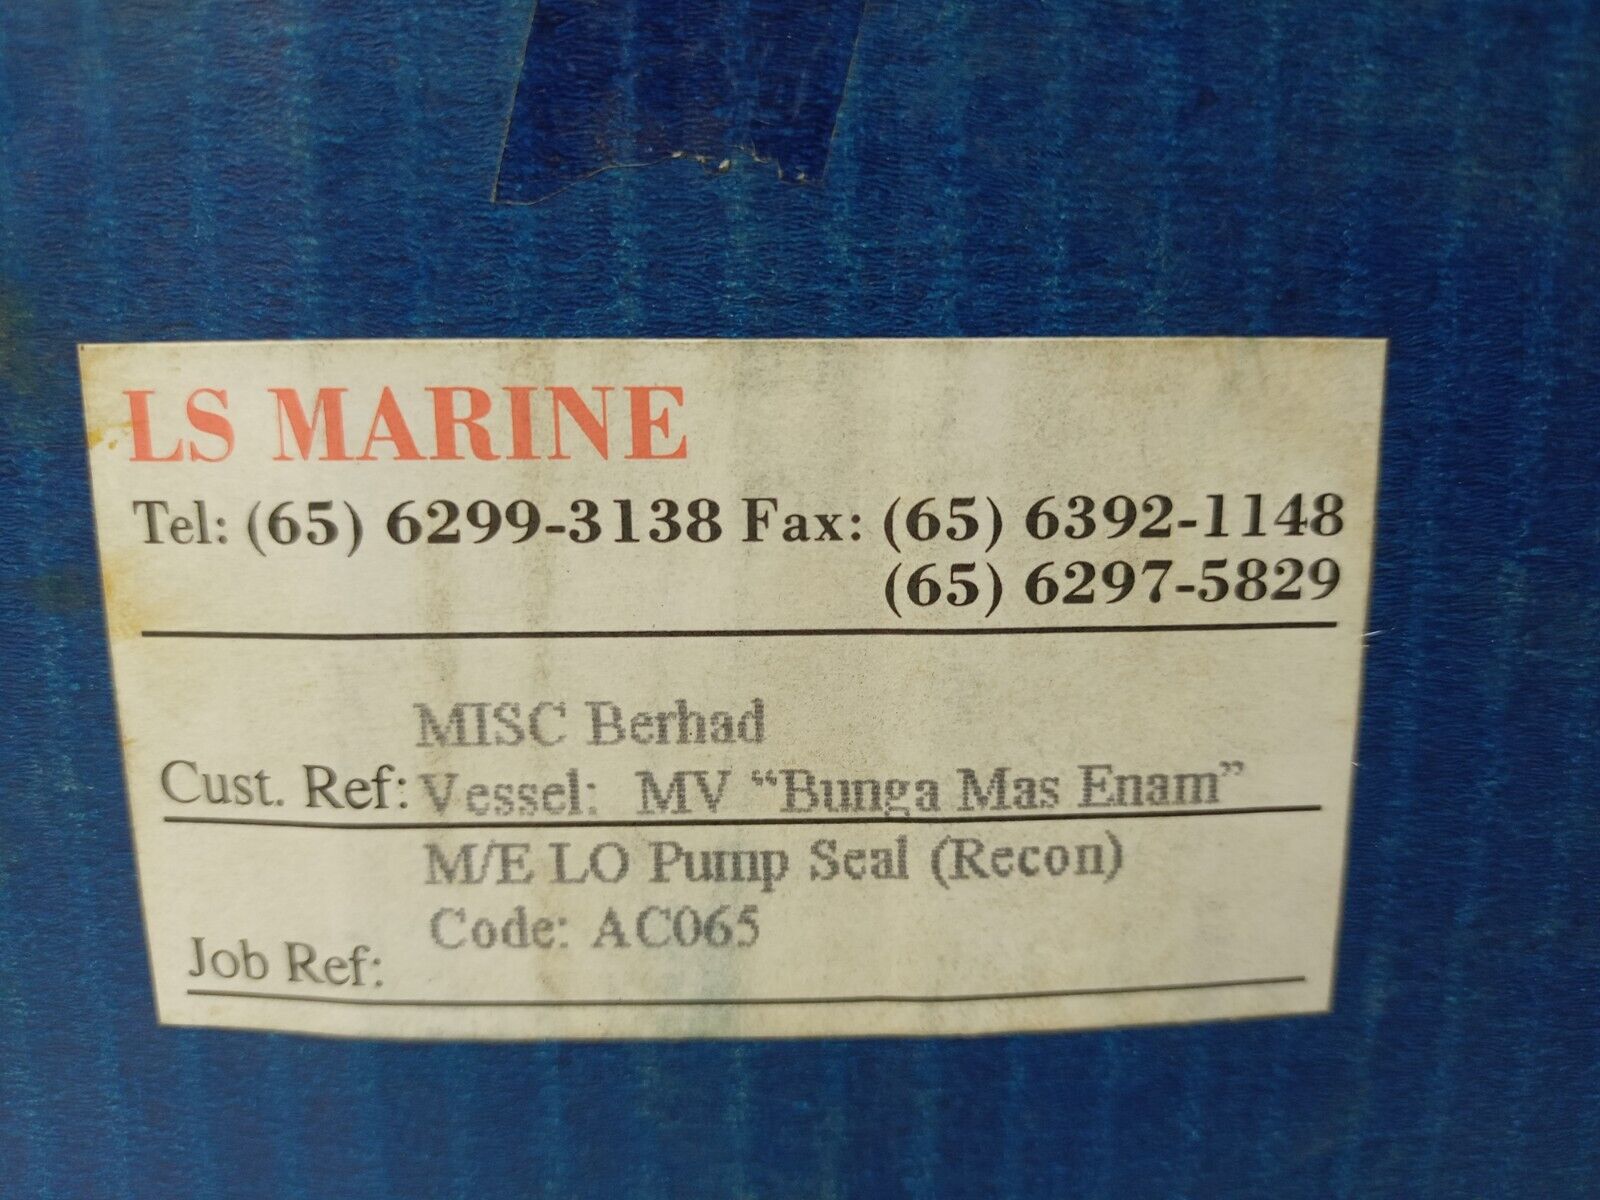 LS MARINE
Tel: (65) 6299-3138 Fax: (65) 6392-1148
(65) 6297-5829
MISC Berhad
Cust. Ref: Vessel: MV “Bunga Mas Enam”
M/E LO Pump Seal (Recon)
Code: AC065
Job Ref: